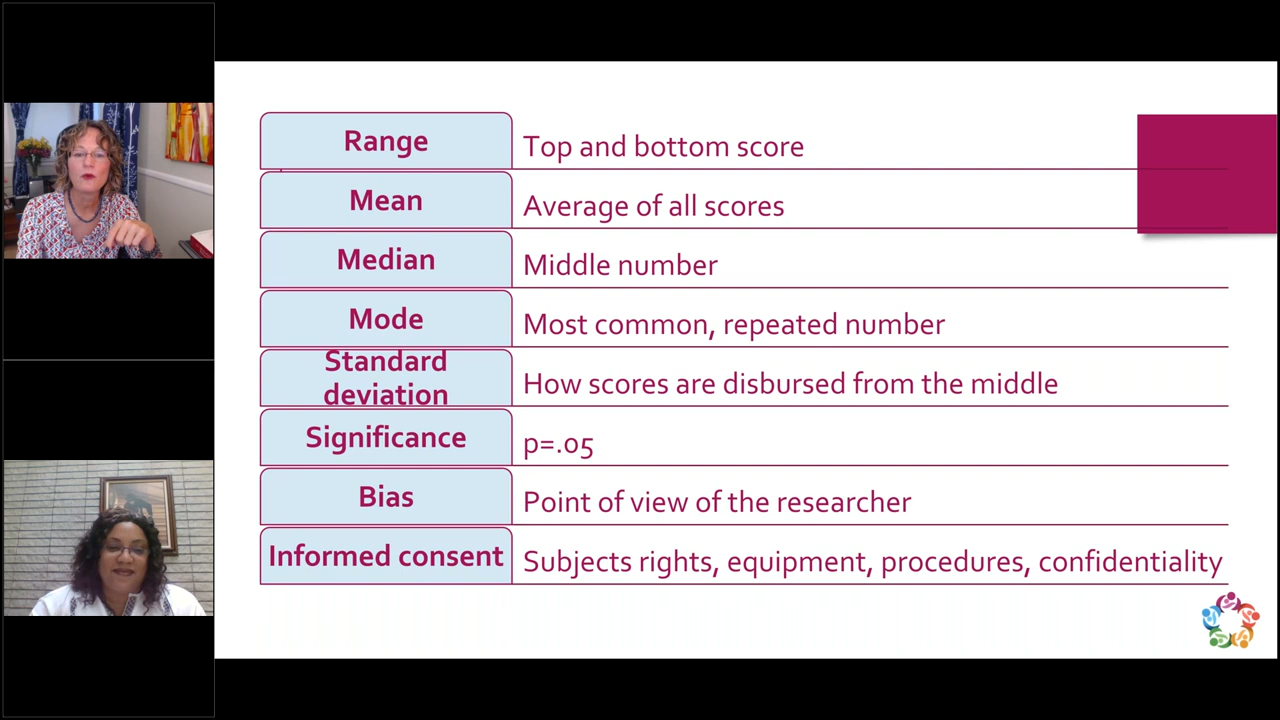 Range
Top and bottom score
Mean
Average of all scores
Median
Middle number
Mode
Most common, repeated number
Standard
deviation
How scores are disbursed from the middle
Significance
p=.05
Bias
Point of view of the researcher
Informed consent
Subjects rights, equipment, procedures, confidentiality